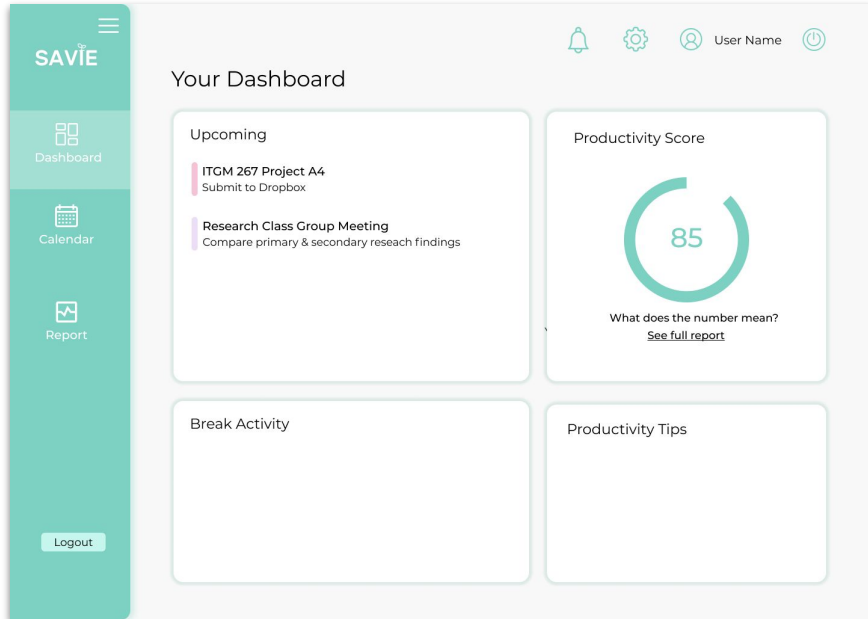 SAVIE
User Name
Your Dashboard
Dashboard
Calendar
Report
Logout
Upcoming
ITGM 267 Project A4
Submit to Dropbox
Research Class Group Meeting
Compare primary & secondary reseach findings
Productivity Score
85
What does the number mean?
See full report
Break Activity
Productivity Tips